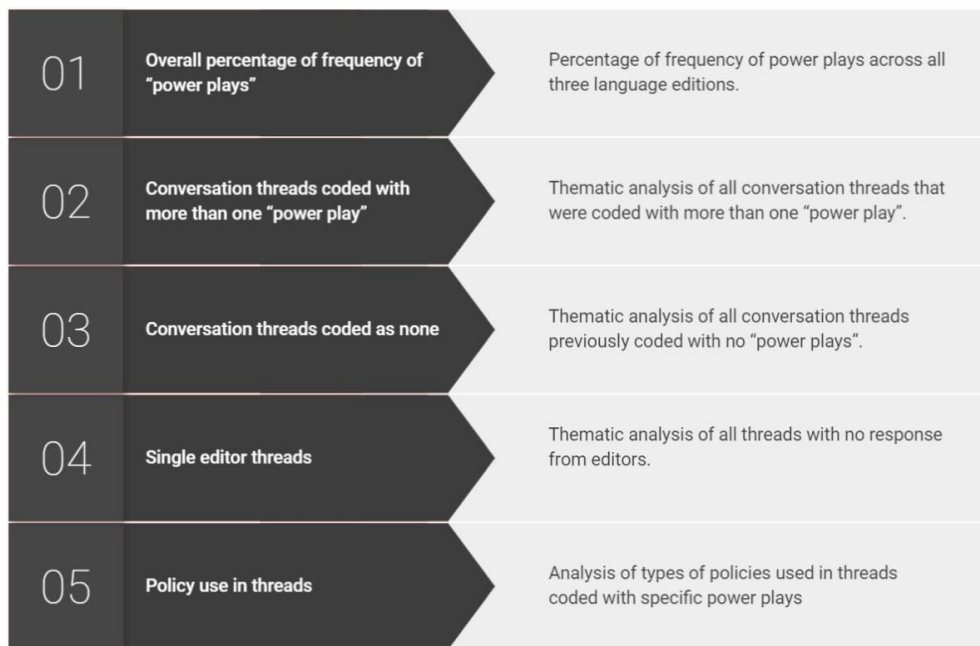 01
Overall percentage of frequency of
“power plays”
Percentage of frequency of power plays across all
three language editions.
02
Conversation threads coded with
more than one “power play”
Thematic analysis of all conversation threads that
were coded with more than one “power play”.
03
Conversation threads coded as none
Thematic analysis of all conversation threads
previously coded with no “power plays”.
04
Single editor threads
Thematic analysis of all threads with no response
from editors.
05
Policy use in threads
Analysis of types of policies used in threads
coded with specific power plays